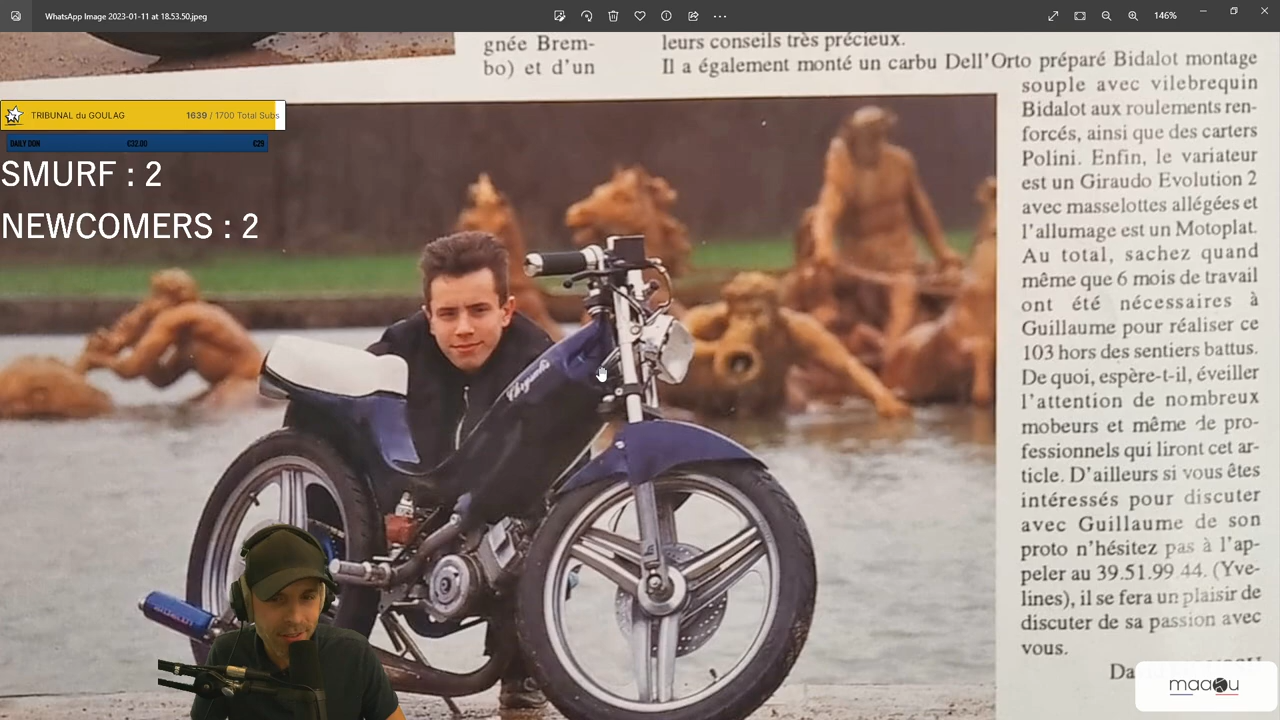 WhatsApp Image 2023-01-11 at 18.53.50.jpeg
146%
gnée Brem-
bo) et d'un
leurs conseils très précieux.
Il a également monté un carbu Dell'Orto préparé Bidalot montage
souple avec vilebrequin
Bidalot aux roulements ren-
forcés, ainsi que des carters
Polini. Enfin, le variateur
est un Giraudo Evolution 2
avec masselottes allégées et
l'allumage est un Motoplat.
Au total, sachez quand
même que 6 mois de travail
ont été nécessaires à
Guillaume pour réaliser ce
103 hors des sentiers battus.
De quoi, espère-t-il, éveiller
l'attention de nombreux
mobeurs et même de pro-
fessionnels qui liront cet ar-
ticle. D'ailleurs si vous êtes
intéressés pour discuter
avec Guillaume de son
proto n'hésitez pas à l'ap-
peler au 39.51.99 44. (Yve-
lines), il se fera un plaisir de
discuter de sa passion avec
vous.
TRIBUNAL du GOULAG 1639 / 1700 Total Subs
DAILY DON €32.00 €25
SMURF : 2
NEWCOMERS : 2
maaKu